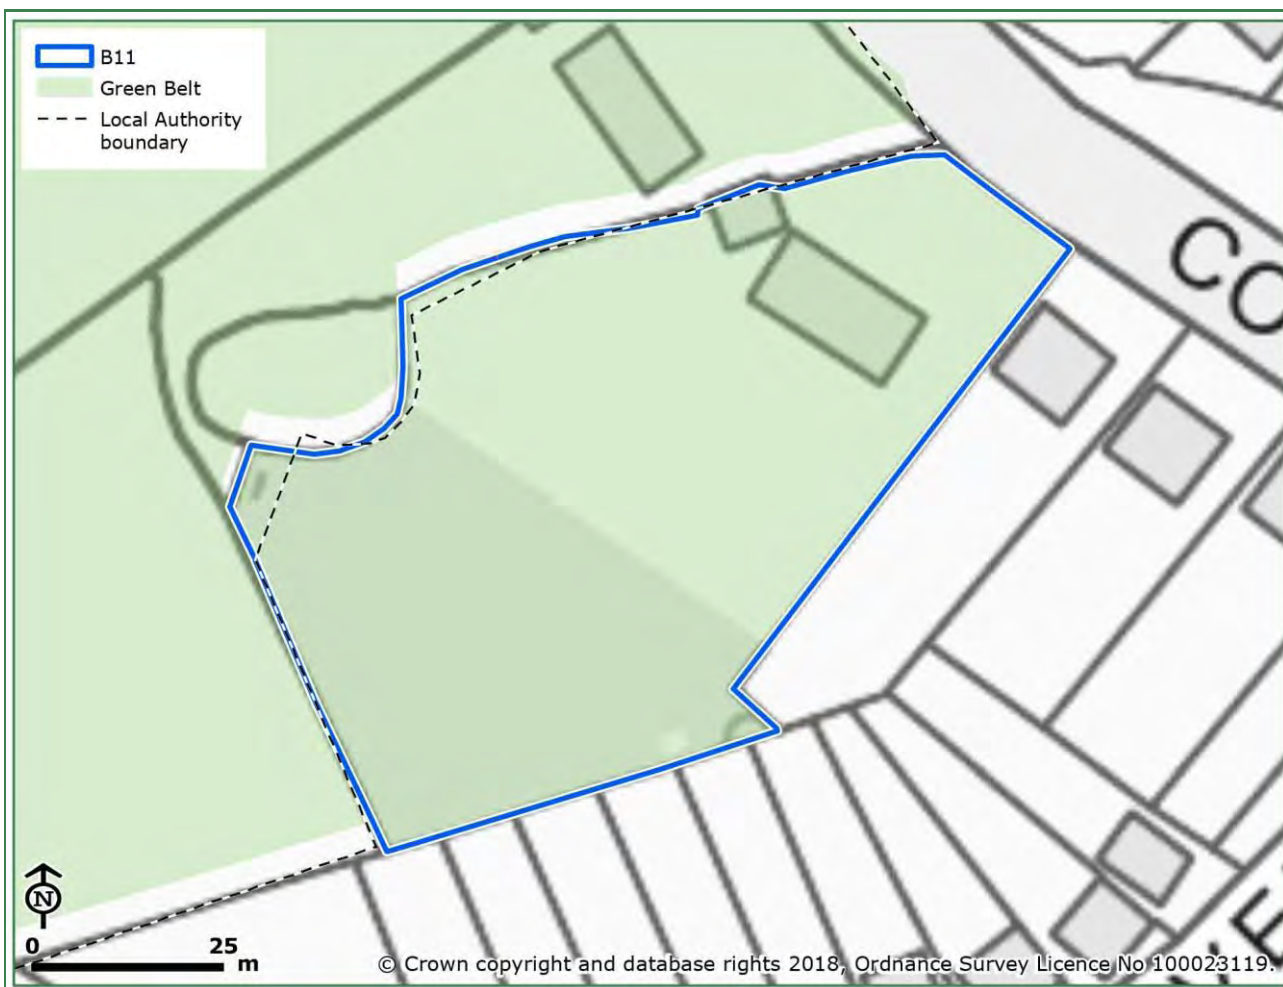 B11
Green Belt
Local Authority
boundary
CO
N
0 25
m
© Crown copyright and database rights 2018, Ordnance Survey Licence No 100023119.